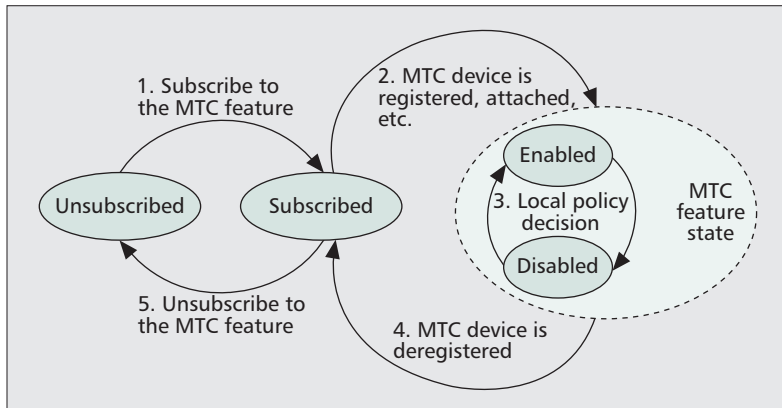 1. Subscribe to
the MTC feature
2. MTC device is
registered, attached,
etc.
Unsubscribed
Subscribed
Enabled
3. Local policy
decision
Disabled
MTC
feature
state
5. Unsubscribe to
the MTC feature
4. MTC device is
deregistered